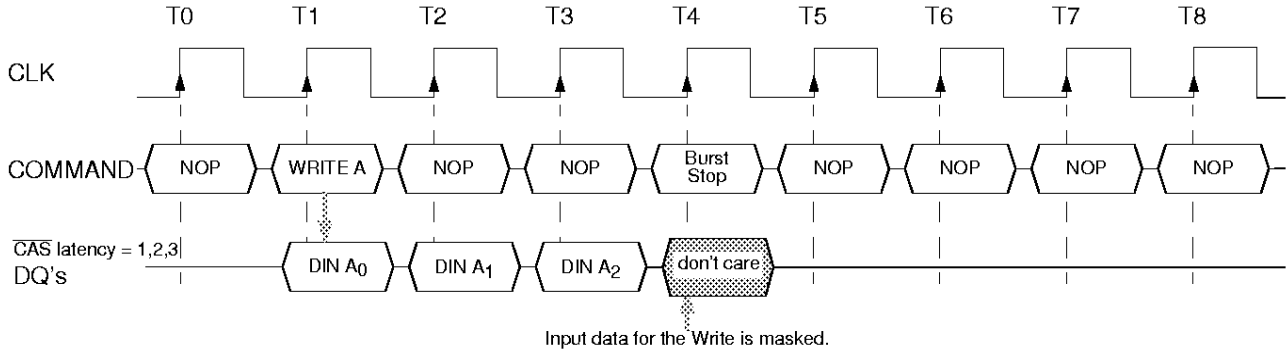 T0 T1 T2 T3 T4 T5 T6 T7 T8
CLK
COMMAND NOP WRITE A NOP NOP Burst Stop NOP NOP NOP NOP
CAS latency = 1,2,3
DQ's DIN A0 DIN A1 DIN A2 don't care
Input data for the Write is masked.